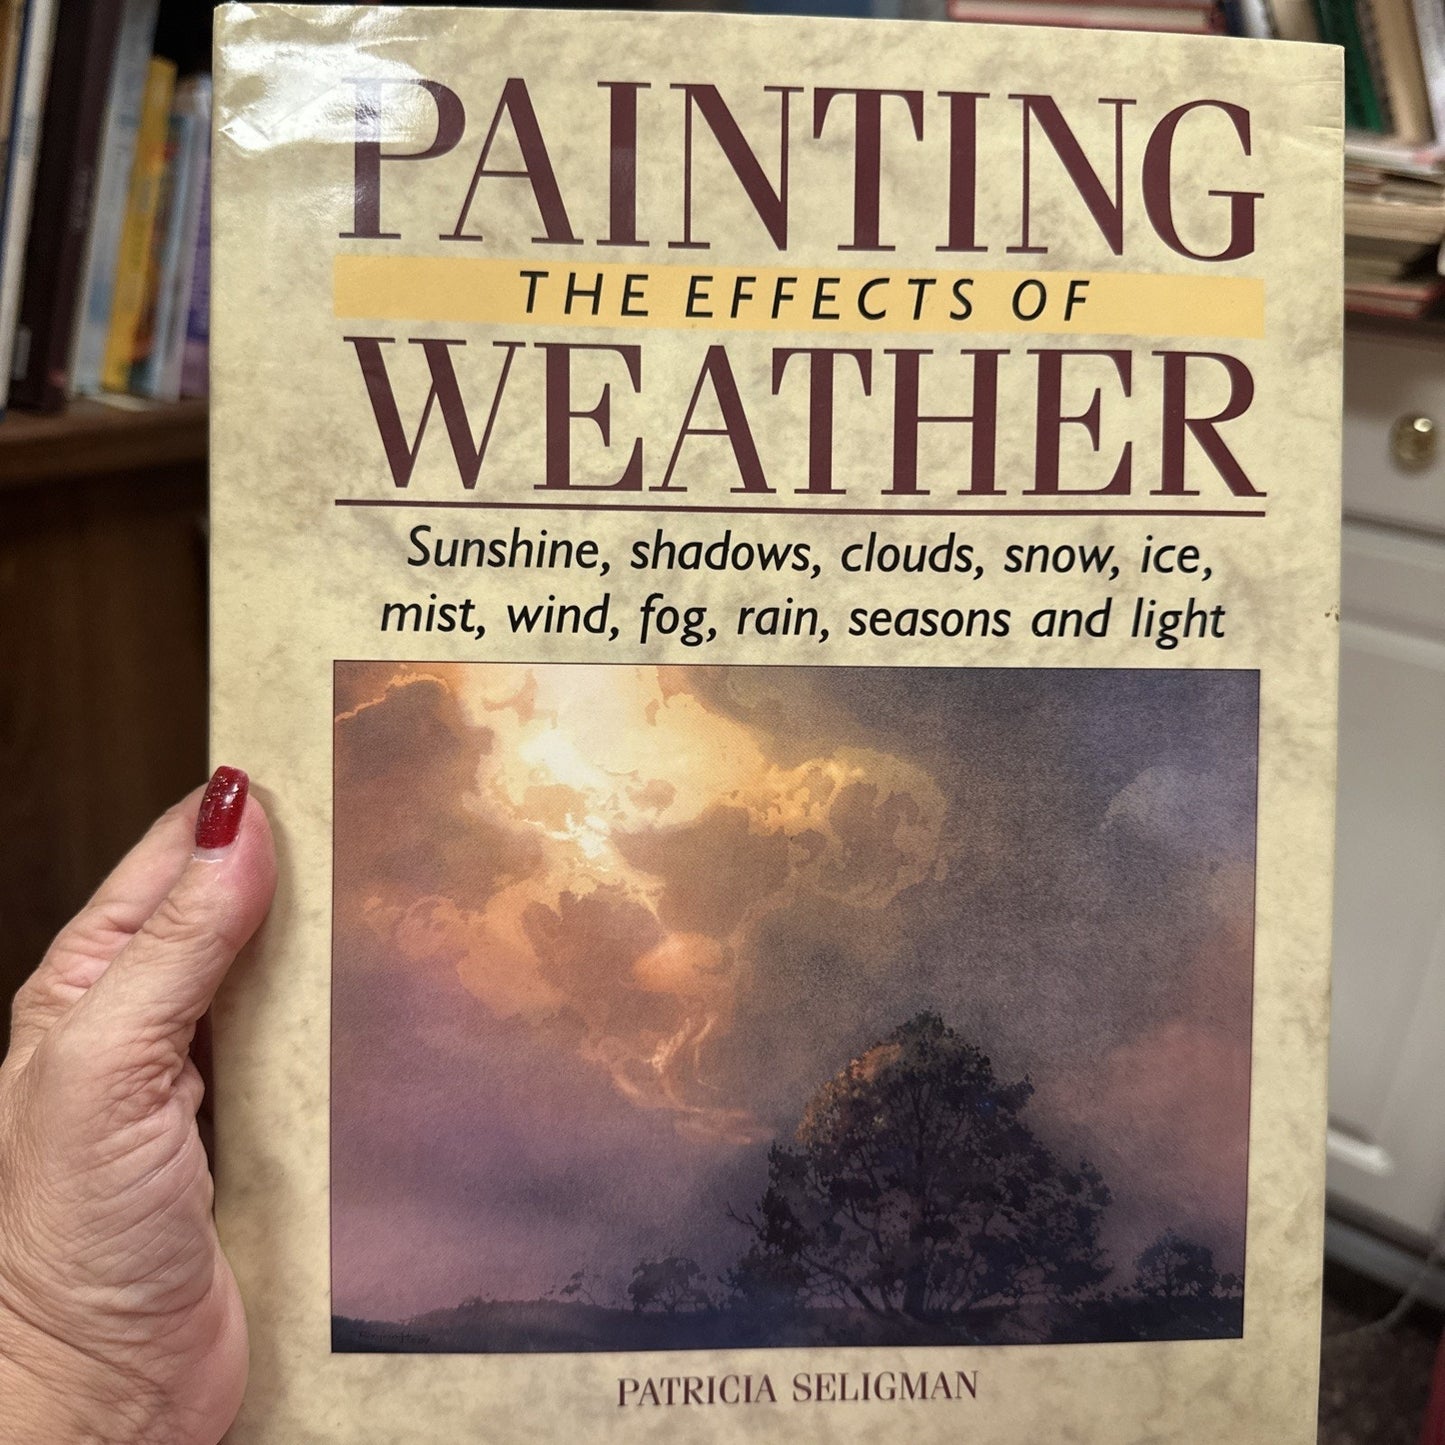 PAINTING
THE EFFECTS OF
WEATHER
Sunshine, shadows, clouds, snow, ice,
mist, wind, fog, rain, seasons and light
PATRICIA SELIGMAN